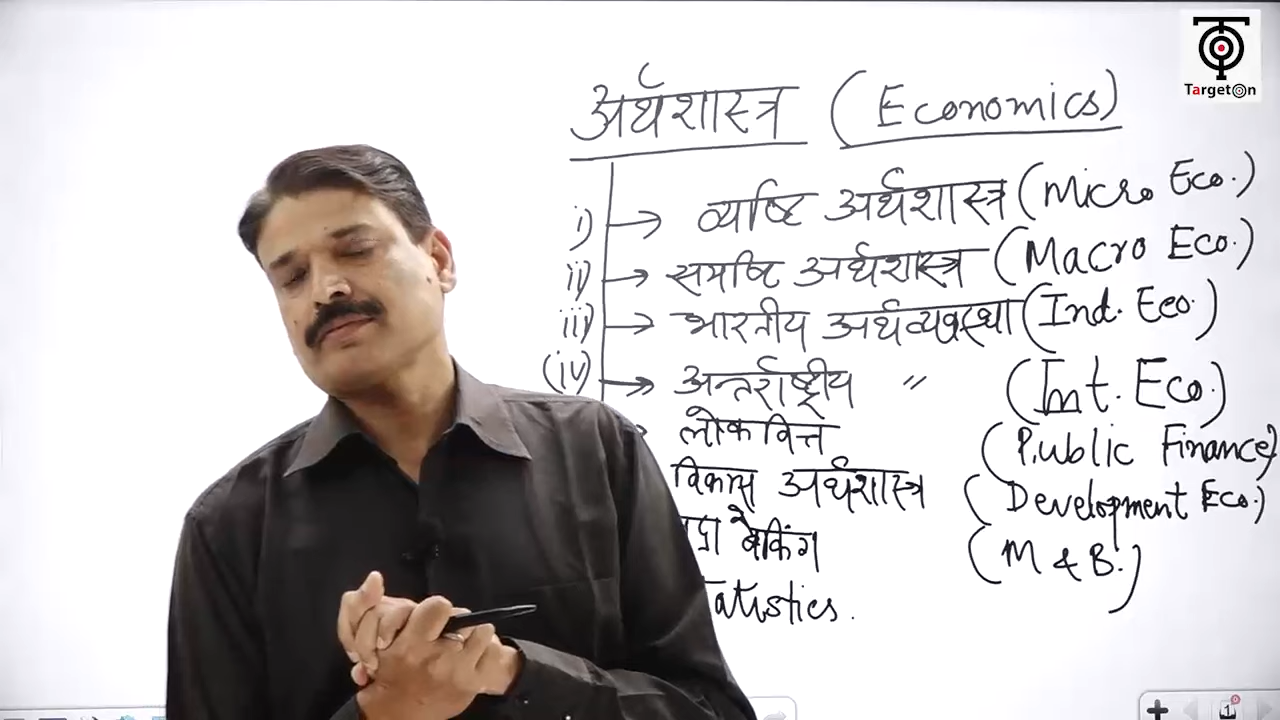 TargetOn
अर्थशास्त्र (Economics)
i) → व्यष्टि अर्थशास्त्र (Micro Eco.)
ii) → समष्टि अर्थशास्त्र (Macro Eco.)
iii) → भारतीय अर्थव्यवस्था (Ind. Eco.)
(iv) → अन्तर्राष्ट्रीय " (Int. Eco.)
लोकवित्त (Public Finance)
विकास अर्थशास्त्र (Development Eco.)
बैकिंग (M & B.)
1